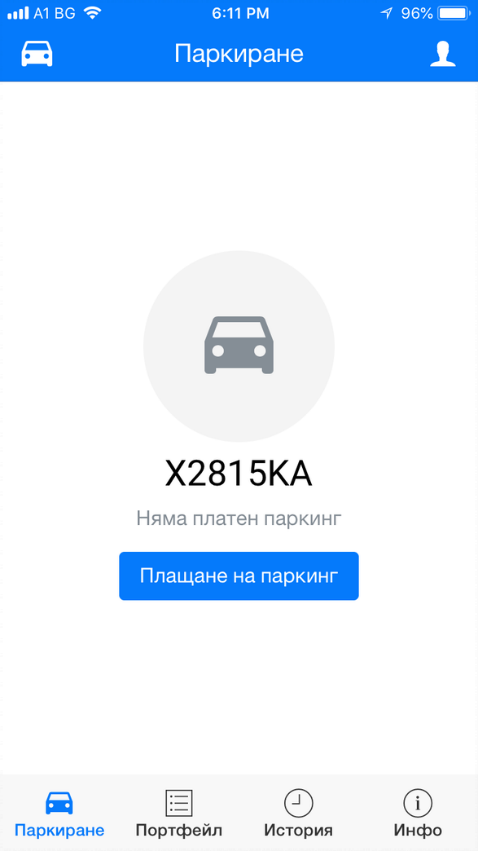 A1 BG 6:11 PM 96%
Паркиране
X2815KA
Няма платен паркинг
Плащане на паркинг
Паркиране Портфейл История Инфо